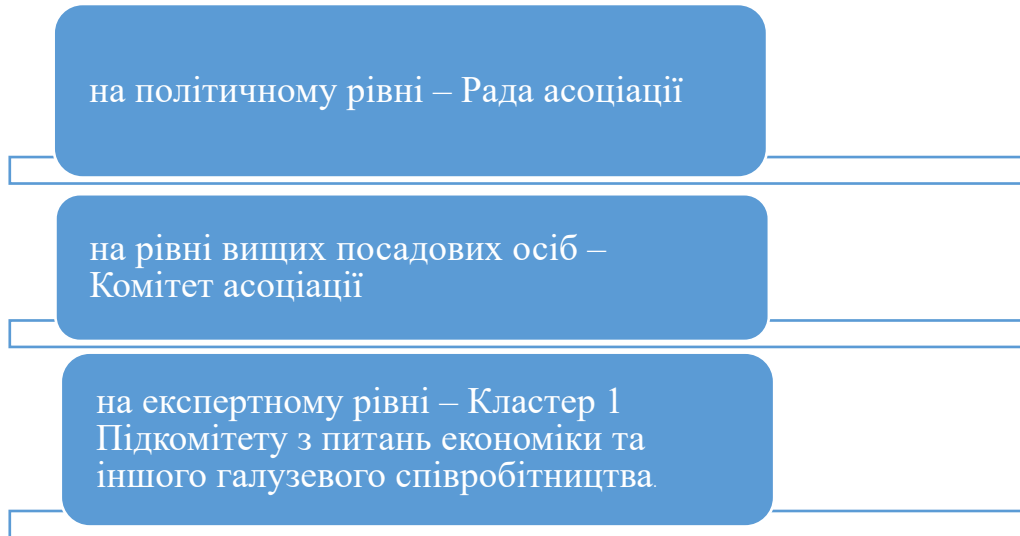 на політичному рівні – Рада асоціації
на рівні вищих посадових осіб –
Комітет асоціації
на експертному рівні – Кластер 1
Підкомітету з питань економіки та
іншого галузевого співробітництва.